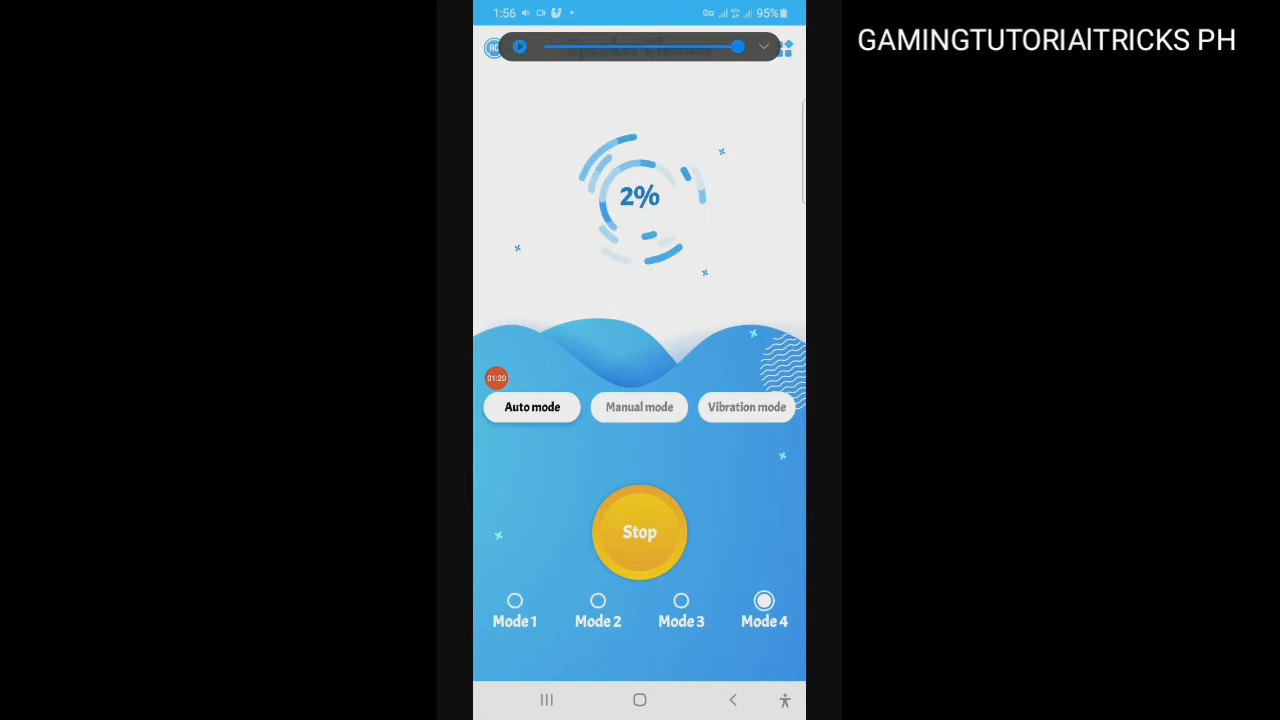 1:56
95%
GAMINGTUTORIAlTRICKS PH
2%
01:20
Auto mode
Manual mode
Vibration mode
Stop
Mode 1
Mode 2
Mode 3
Mode 4